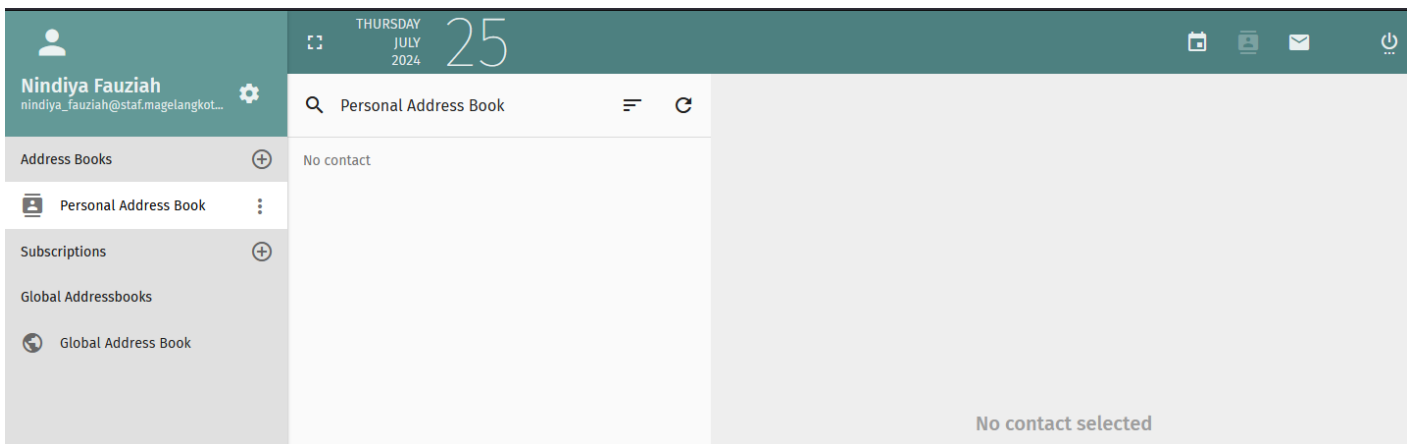 Nindiya Fauziah
nindiya_fauziah@staf.magelangkot...
Address Books
Personal Address Book
Subscriptions
Global Addressbooks
Global Address Book
THURSDAY
JULY
2024
25
Personal Address Book
No contact
No contact selected